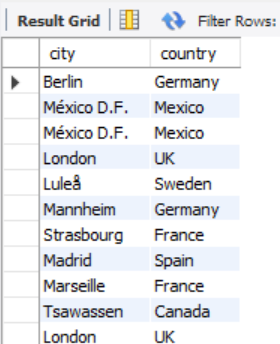 Result Grid Filter Rows:
city country
Berlin Germany
México D.F. Mexico
México D.F. Mexico
London UK
Luleå Sweden
Mannheim Germany
Strasbourg France
Madrid Spain
Marseille France
Tsawassen Canada
London UK